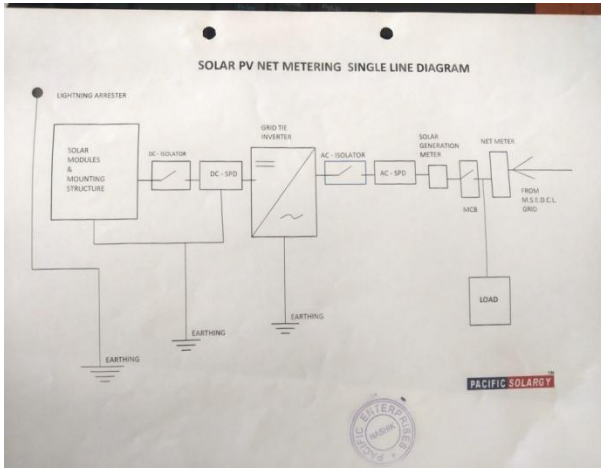 SOLAR PV NET METERING SINGLE LINE DIAGRAM
LIGHTNING ARRESTER
SOLAR
MODULES
&
MOUNTING
STRUCTURE
DC-ISOLATOR
DC - SPD
GRID TIE
INVERTER
AC - ISOLATOR
AC - SPD
SOLAR
GENERATION
METER
MCB
NET METER
FROM
M.S.E.D.C.L
GRID
LOAD
EARTHING
EARTHING
EARTHING
PACIFIC SOLARGY
PACIFIC ENTERPRISES
NASHIK